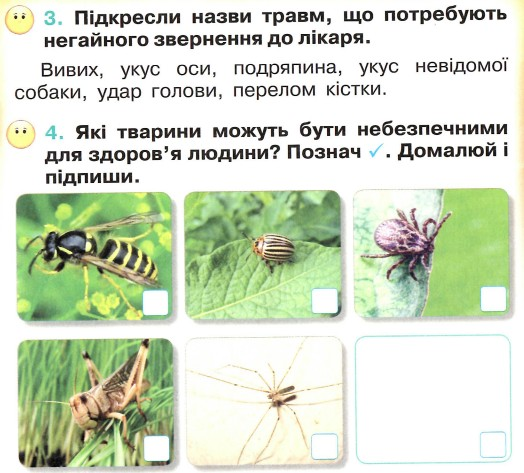 3. Підкресли назви травм, що потребують
негайного звернення до лікаря.
Вивих, укус оси, подряпина, укус невідомої
собаки, удар голови, перелом кістки.
4. Які тварини можуть бути небезпечними
для здоров’я людини? Познач ✓. Домалюй і
підпиши.